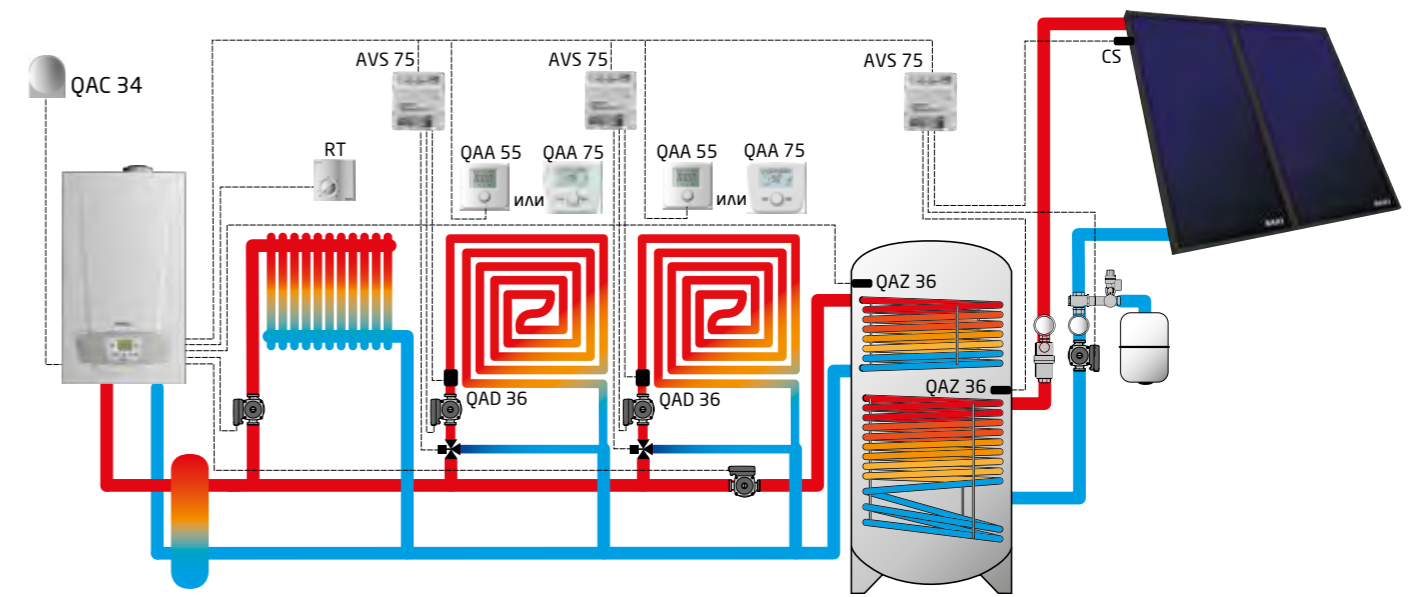 AVS 75
AVS 75
AVS 75
CS
QAC 34
RT
QAA 55
или
QAA 75
QAA 55
или
QAA 75
QAZ 36
QAZ 36
QAD 36
QAD 36